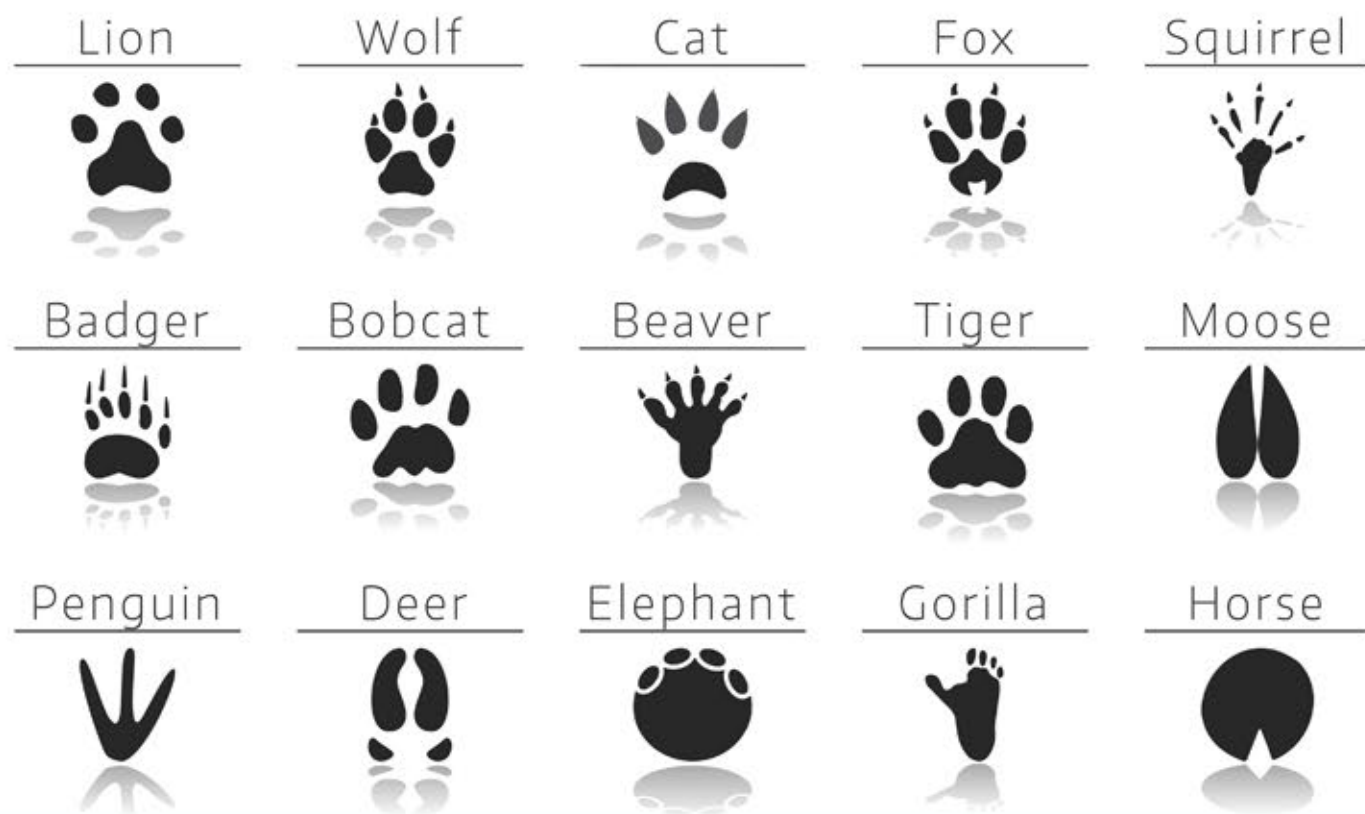 Lion Wolf Cat Fox Squirrel
Badger Bobcat Beaver Tiger Moose
Penguin Deer Elephant Gorilla Horse